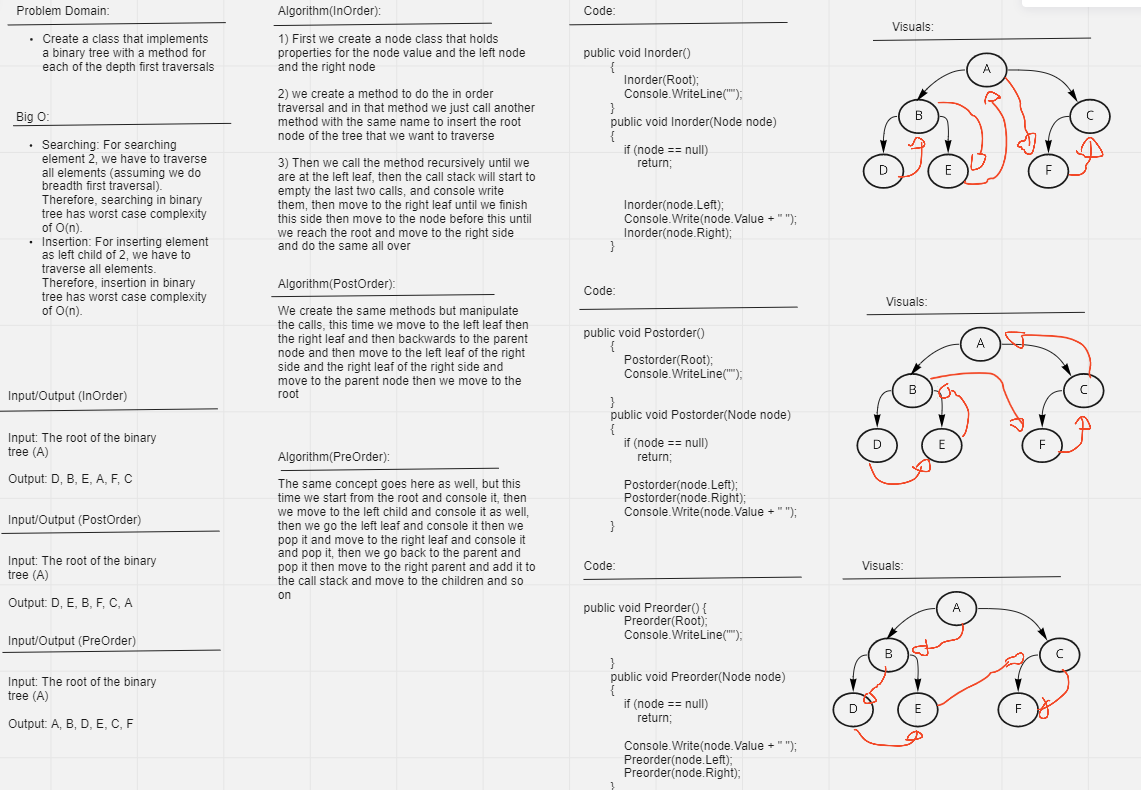 Problem Domain:
• Create a class that implements
a binary tree with a method for
each of the depth first traversals
Big O:
• Searching: For searching
element 2, we have to traverse
all elements (assuming we do
breadth first traversal).
Therefore, searching in binary
tree has worst case complexity
of O(n).
• Insertion: For inserting element
as left child of 2, we have to
traverse all elements.
Therefore, insertion in binary
tree has worst case complexity
of O(n).
Input/Output (InOrder)
Input: The root of the binary
tree (A)
Output: D, B, E, A, F, C
Input/Output (PostOrder)
Input: The root of the binary
tree (A)
Output: D, E, B, F, C, A
Input/Output (PreOrder)
Input: The root of the binary
tree (A)
Output: A, B, D, E, C, F
Algorithm(InOrder):
1) First we create a node class that holds
properties for the node value and the left node
and the right node
2) we create a method to do the in order
traversal and in that method we just call another
method with the same name to insert the root
node of the tree that we want to traverse
3) Then we call the method recursively until we
are at the left leaf, then the call stack will start to
empty the last two calls, and console write
them, then move to the right leaf until we finish
this side then move to the node before this until
we reach the root and move to the right side
and do the same all over
Algorithm(PostOrder):
We create the same methods but manipulate
the calls, this time we move to the left leaf then
the right leaf and then backwards to the parent
node and then move to the left leaf of the right
side and the right leaf of the right side and
move to the parent node then we move to the
root
Algorithm(PreOrder):
The same concept goes here as well, but this
time we start from the root and console it, then
we move to the left child and console it as well,
then we go the left leaf and console it then we
pop it and move to the right leaf and console it
and pop it, then we go back to the parent and
pop it then move to the right parent and add it to
the call stack and move to the children and so
on
Code:
public void Inorder()
{
Inorder(Root);
Console.WriteLine("");
}
public void Inorder(Node node)
{
if (node == null)
return;
Inorder(node.Left);
Console.Write(node.Value + " ");
Inorder(node.Right);
}
Code:
public void Postorder()
{
Postorder(Root);
Console.WriteLine("");
}
public void Postorder(Node node)
{
if (node == null)
return;
Postorder(node.Left);
Postorder(node.Right);
Console.Write(node.Value + " ");
}
Code:
public void Preorder() {
Preorder(Root);
Console.WriteLine("");
}
public void Preorder(Node node)
{
if (node == null)
return;
Console.Write(node.Value + " ");
Preorder(node.Left);
Preorder(node.Right);
}
Visuals:
A
B C
D E F
Visuals:
A
B C
D E F
Visuals:
A
B C
D E F